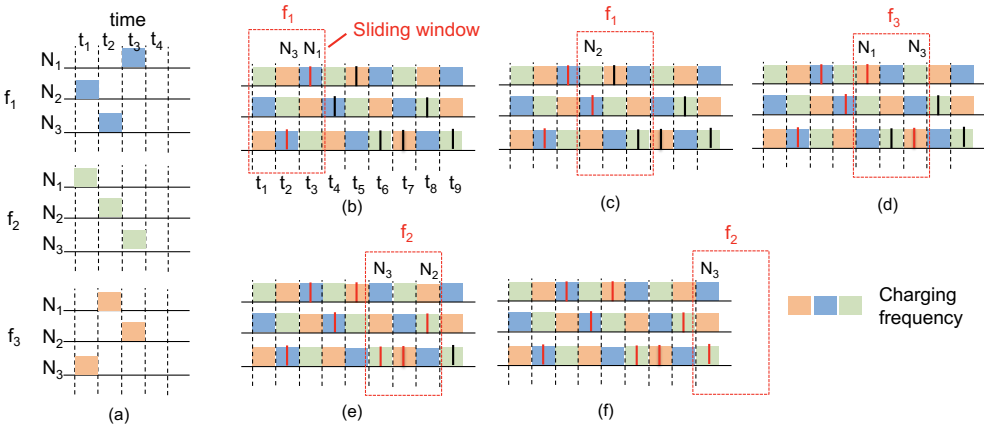 time
t1 t2 t3 t4
N1
f1 N2
N3
N1
f2 N2
N3
N1
f3 N2
N3
(a)
f1
N3 N1
Sliding window
t1 t2 t3 t4 t5 t6 t7 t8 t9
(b)
f1
N2
(c)
f3
N1 N3
(d)
f2
N3 N2
(e)
f2
N3
(f)
Charging
frequency